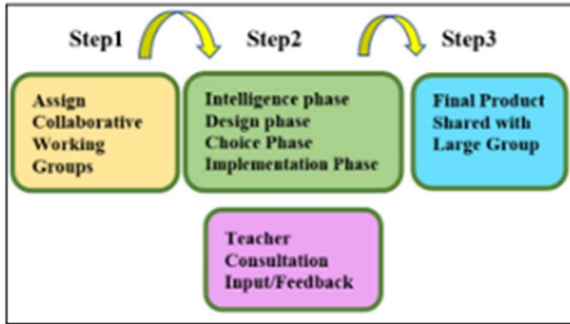 Step1
Step2
Step3
Assign
Collaborative
Working
Groups
Intelligence phase
Design phase
Choice Phase
Implementation Phase
Final Product
Shared with
Large Group
Teacher
Consultation
Input/Feedback